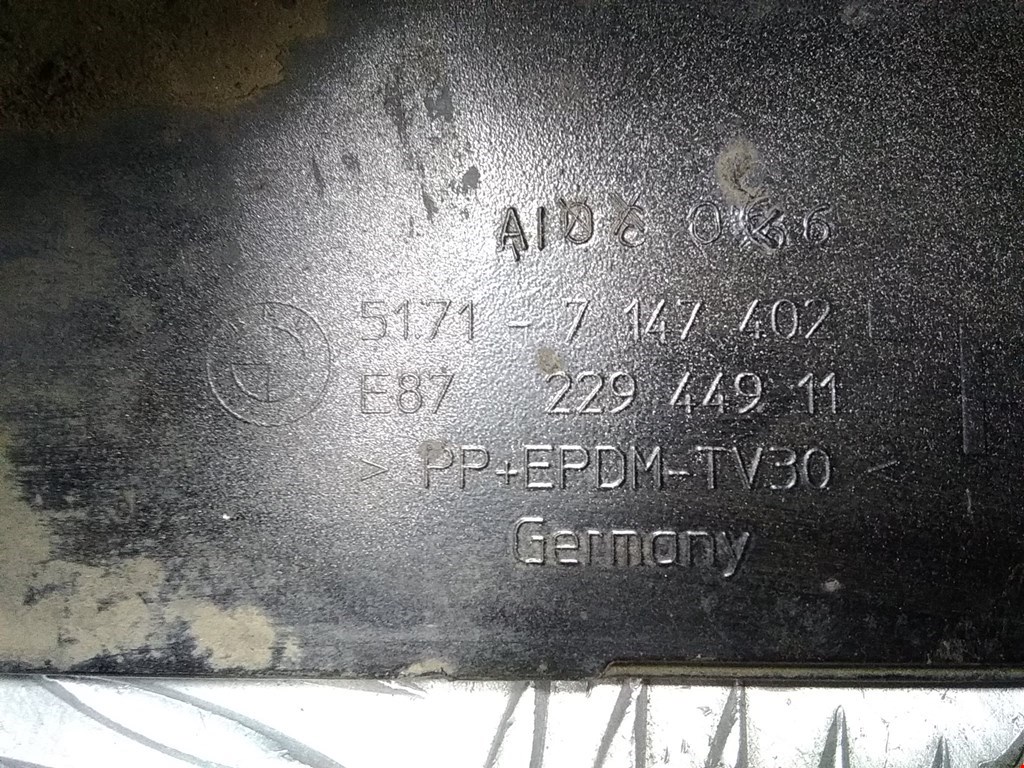 5171 - 7 147 402 L
E87 229 449 11
> PP+EPDM-TV30 <
Germany